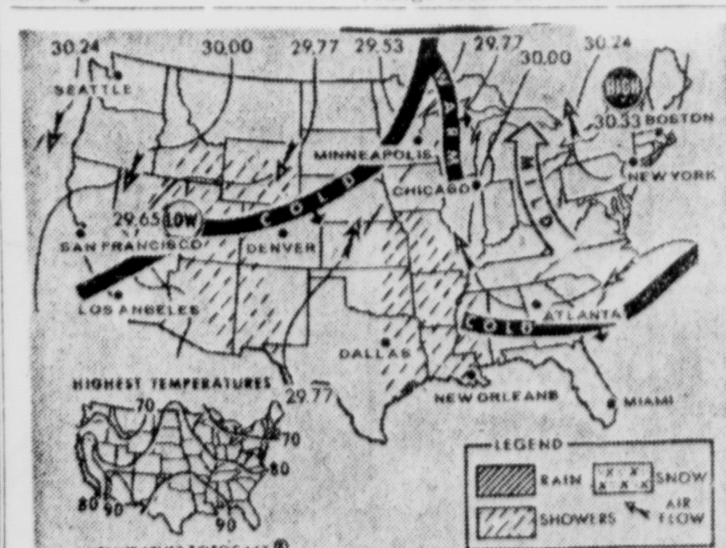 30.24 30.00 29.77 29.53 29.77 30.00 30.24
HIGH
SEATTLE
WARM
30.33 BOSTON
MINNEAPOLIS
NEW YORK
CHICAGO
MILD
COLD
29.65 LOW
SAN FRANCISCO
DENVER
LOS ANGELES
COLD
ATLANTA
DALLAS
NEW ORLEANS
MIAMI
29.77
HIGHEST TEMPERATURES
70
70
80
80 90
90
LEGEND
RAIN
SNOW
SHOWERS
AIR FLOW